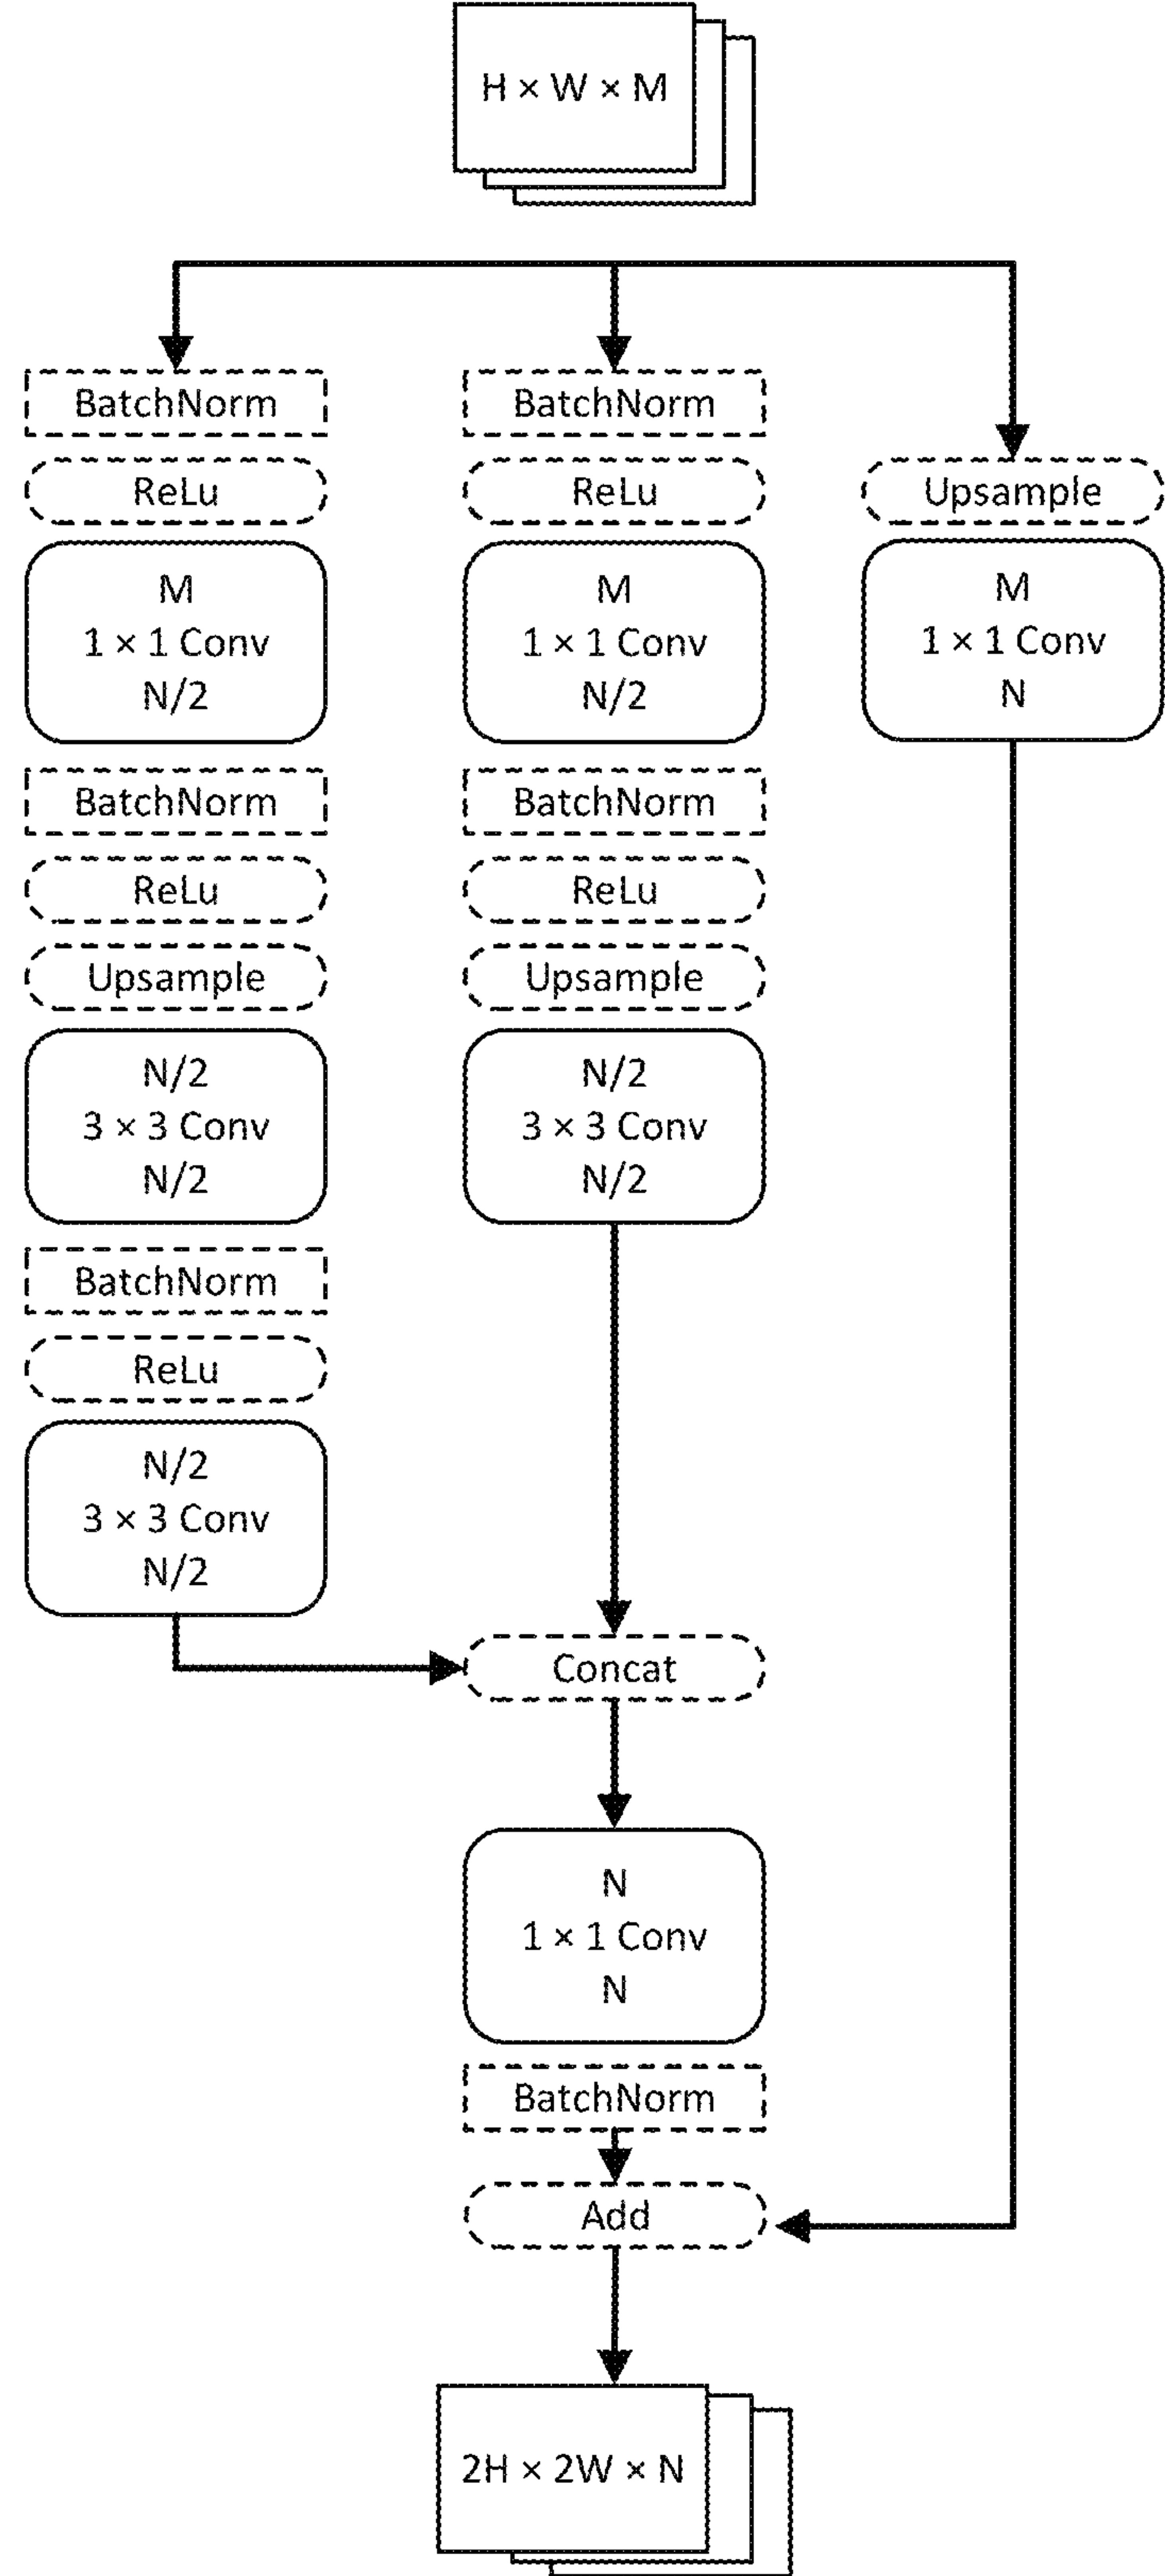 H × W × M
BatchNorm
ReLu
M
1 × 1 Conv
N/2
BatchNorm
ReLu
Upsample
N/2
3 × 3 Conv
N/2
BatchNorm
ReLu
N/2
3 × 3 Conv
N/2
BatchNorm
ReLu
M
1 × 1 Conv
N/2
BatchNorm
ReLu
Upsample
N/2
3 × 3 Conv
N/2
Upsample
M
1 × 1 Conv
N
Concat
N
1 × 1 Conv
N
BatchNorm
Add
2H × 2W × N